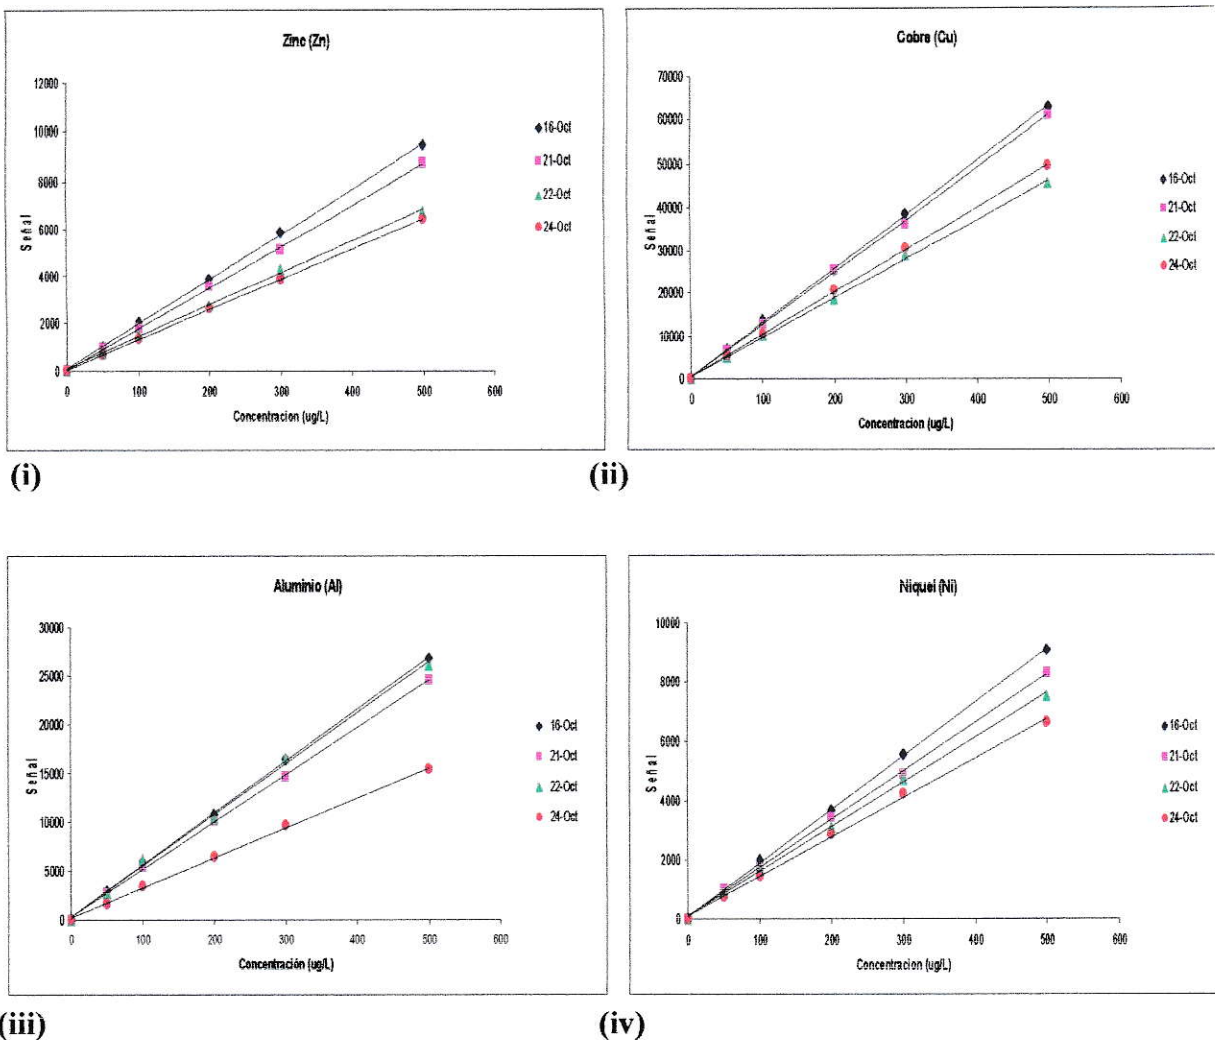 Zinc (Zn)
12000
10000
8000
6000
4000
2000
0
Señal
0 100 200 300 400 500 600
Concentracion (ug/L)
16-Oct
21-Oct
22-Oct
24-Oct
(i)
Cobre (Cu)
70000
60000
50000
40000
30000
20000
10000
0
Señal
0 100 200 300 400 500 600
Concentracion (ug/L)
16-Oct
21-Oct
22-Oct
24-Oct
(ii)
Aluminio (Al)
30000
25000
20000
15000
10000
5000
0
Señal
0 100 200 300 400 500 600
Concentración (ug/L)
16-Oct
21-Oct
22-Oct
24-Oct
(iii)
Niquel (Ni)
10000
8000
6000
4000
2000
0
Señal
0 100 200 300 400 500 600
Concentracion (ug/L)
16-Oct
21-Oct
22-Oct
24-Oct
(iv)